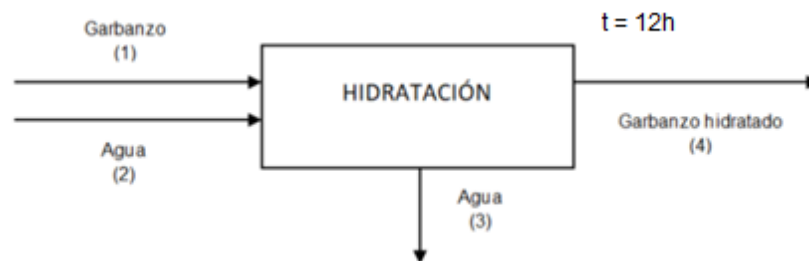 t = 12h
Garbanzo
(1)
HIDRATACIÓN
Agua
(2)
Garbanzo hidratado
(4)
Agua
(3)